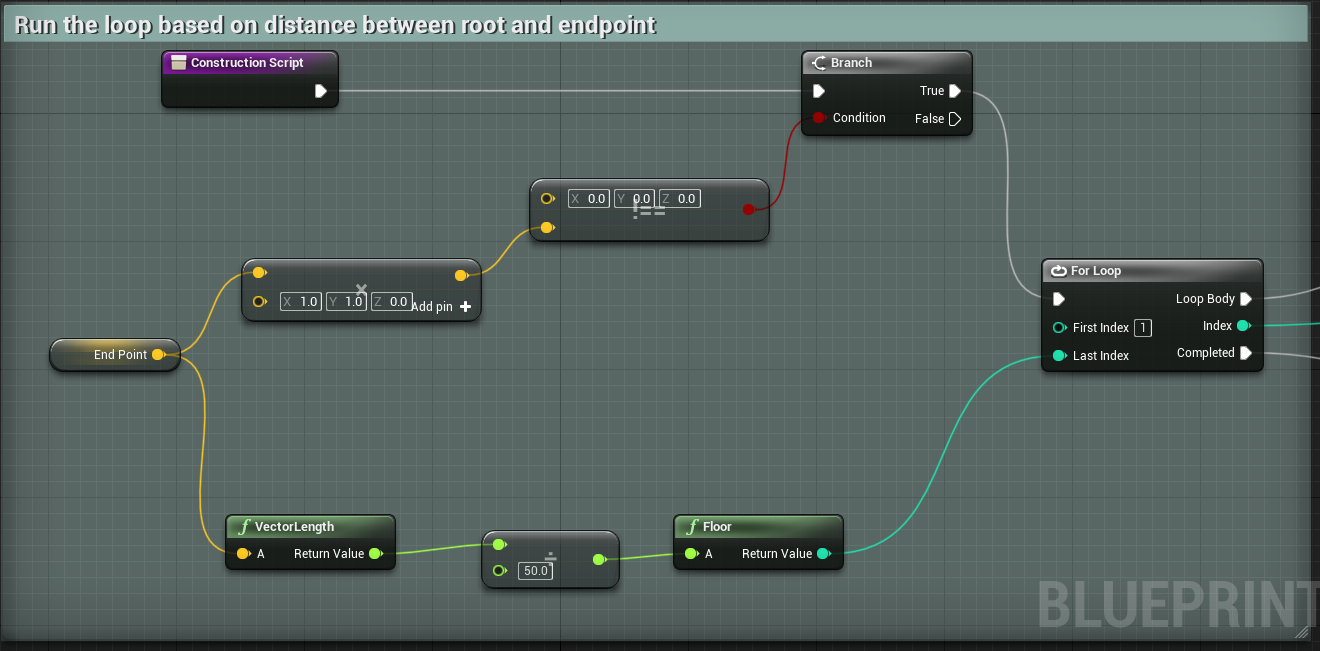 Run the loop based on distance between root and endpoint
Construction Script
Branch
True
Condition
False
X 0.0 Y 0.0 Z 0.0
!==
×
X 1.0 Y 1.0 Z 0.0
Add pin +
End Point
For Loop
Loop Body
First Index 1
Index
Last Index
Completed
f VectorLength
A Return Value
÷
50.0
f Floor
A Return Value
BLUEPRINT